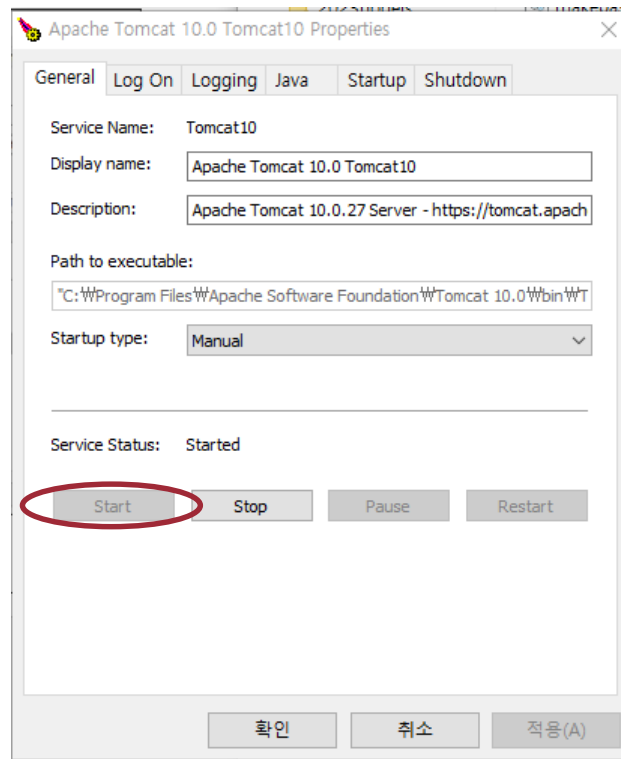 Apache Tomcat 10.0 Tomcat10 Properties
General Log On Logging Java Startup Shutdown
Service Name: Tomcat10
Display name: Apache Tomcat 10.0 Tomcat10
Description: Apache Tomcat 10.0.27 Server - https://tomcat.apach
Path to executable:
"C:₩Program Files₩Apache Software Foundation₩Tomcat 10.0₩bin₩T
Startup type: Manual
Service Status: Started
Start Stop Pause Restart
확인 취소 적용(A)